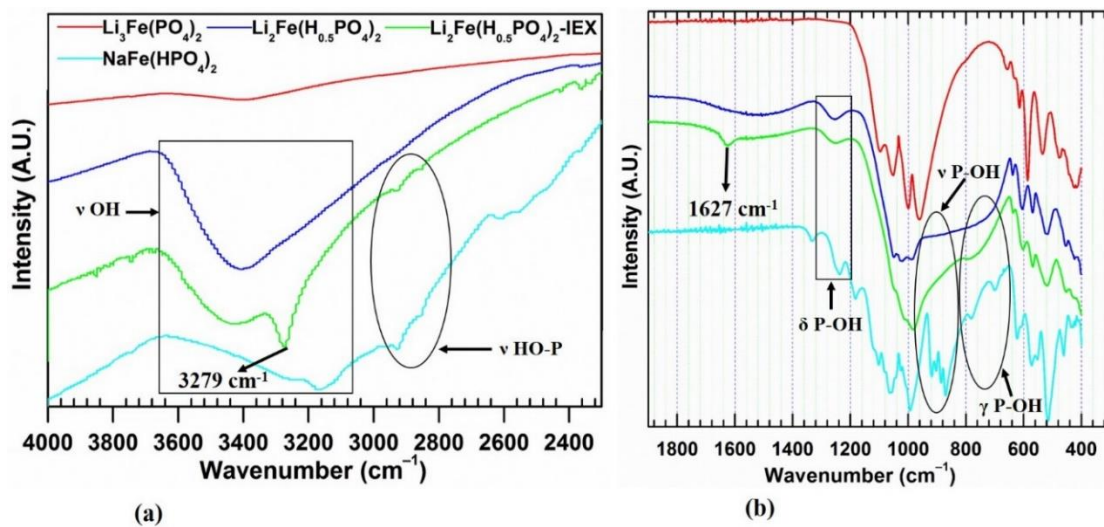 Li₃Fe(PO₄)₂ Li₂Fe(H₀.₅PO₄)₂ Li₂Fe(H₀.₅PO₄)₂-IEX
NaFe(HPO₄)₂
Intensity (A.U.)
ν OH
3279 cm⁻¹
ν HO-P
4000 3800 3600 3400 3200 3000 2800 2600 2400
Wavenumber (cm⁻¹)
(a)
Intensity (A.U.)
1627 cm⁻¹
ν P-OH
δ P-OH
γ P-OH
1800 1600 1400 1200 1000 800 600 400
Wavenumber (cm⁻¹)
(b)